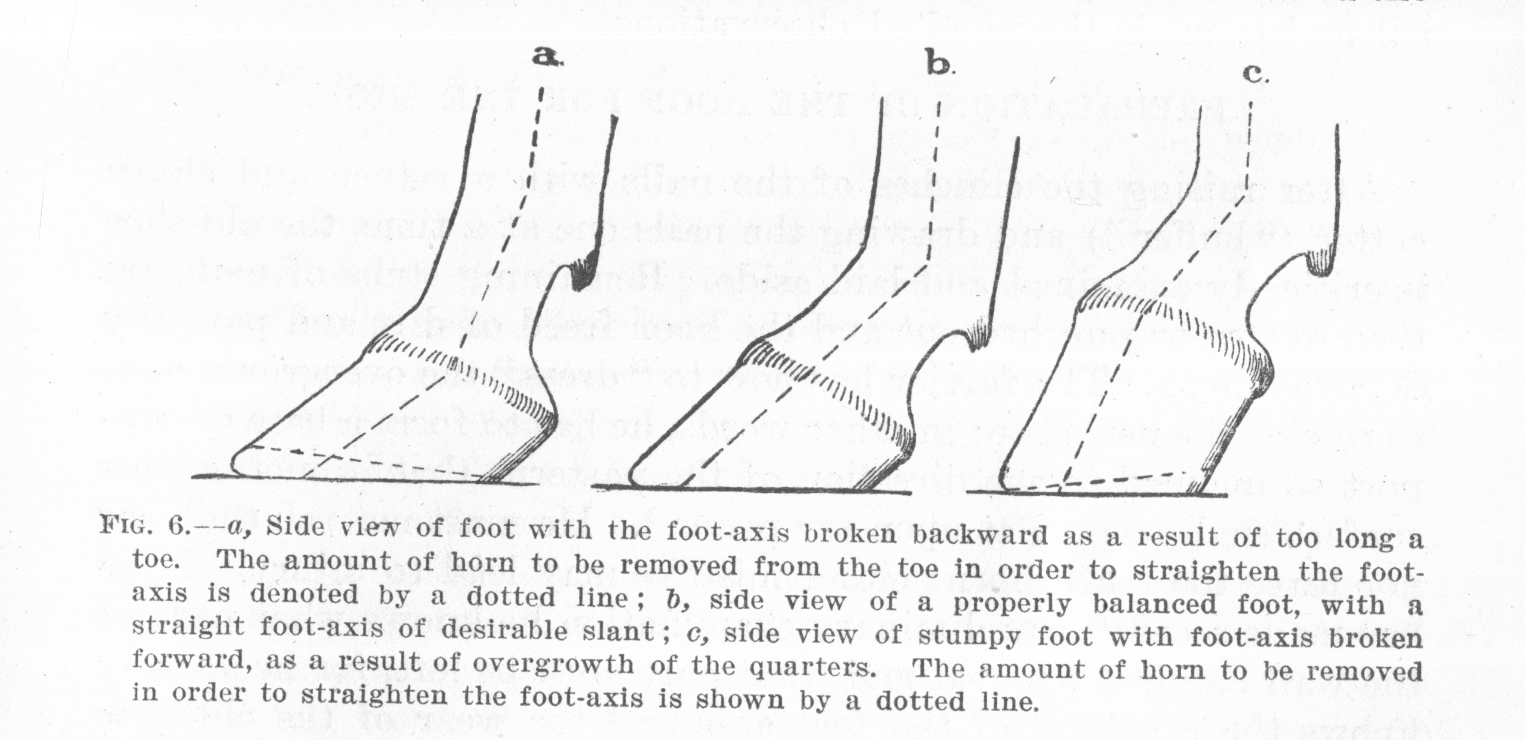 a.
b.
c.
FIG. 6.--a, Side view of foot with the foot-axis broken backward as a result of too long a
toe. The amount of horn to be removed from the toe in order to straighten the foot-
axis is denoted by a dotted line; b, side view of a properly balanced foot, with a
straight foot-axis of desirable slant; c, side view of stumpy foot with foot-axis broken
forward, as a result of overgrowth of the quarters. The amount of horn to be removed
in order to straighten the foot-axis is shown by a dotted line.